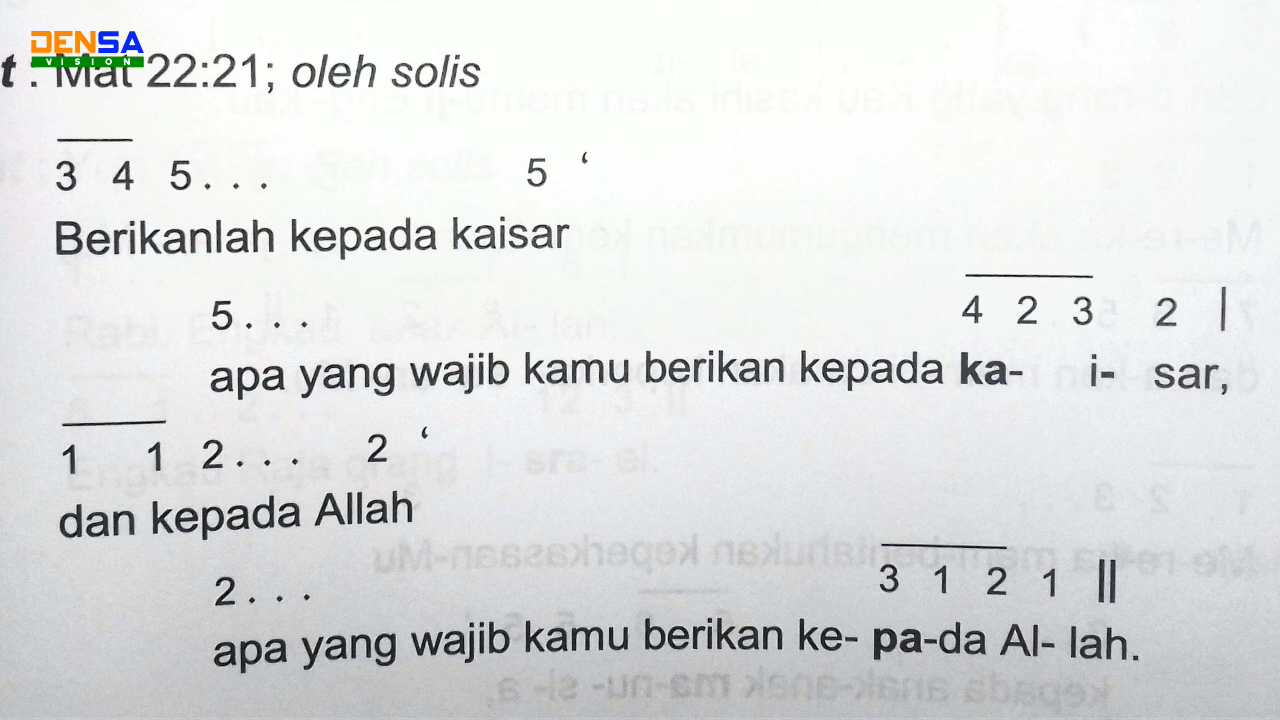 DENSA
VISION
t : Mat 22:21; oleh solis
3 4 5 . . . 5 ‘
Berikanlah kepada kaisar
5 . . . 4 2 3 2 |
apa yang wajib kamu berikan kepada ka- i- sar,
1 1 2 . . . 2 ‘
dan kepada Allah
2 . . . 3 1 2 1 ||
apa yang wajib kamu berikan ke- pa-da Al- lah.